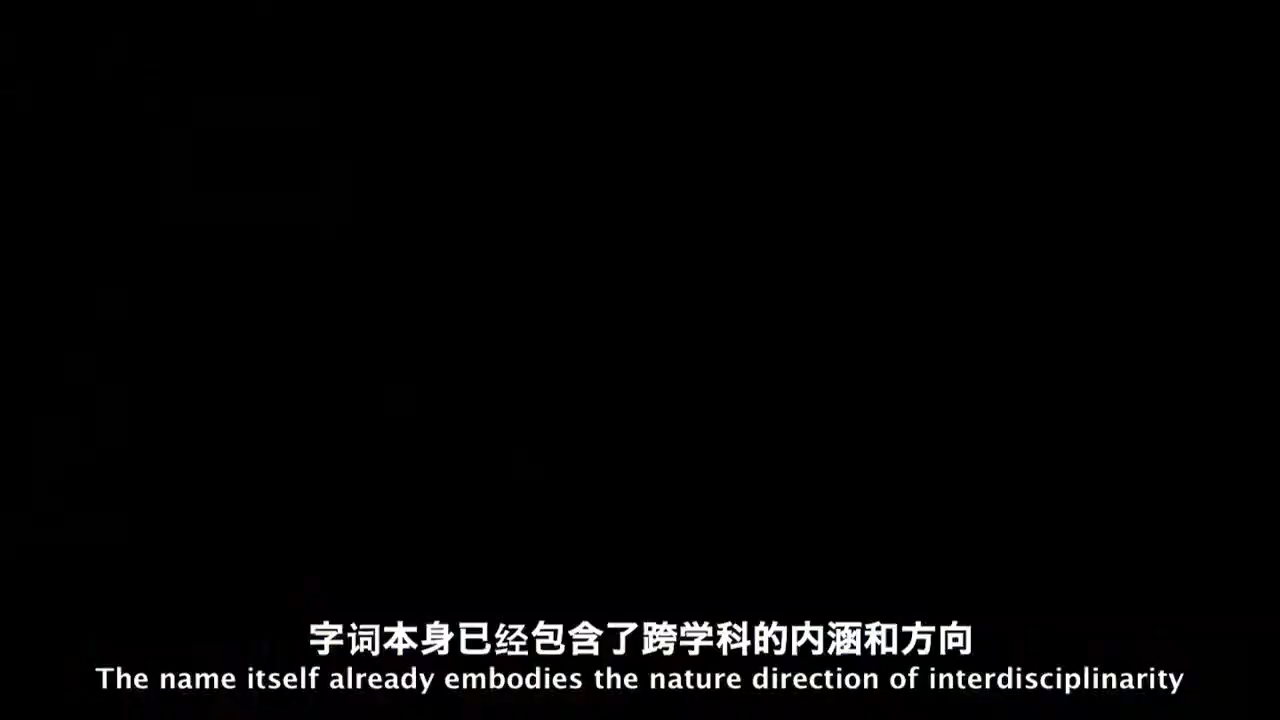 字词本身已经包含了跨学科的内涵和方向
The name itself already embodies the nature direction of interdisciplinarity